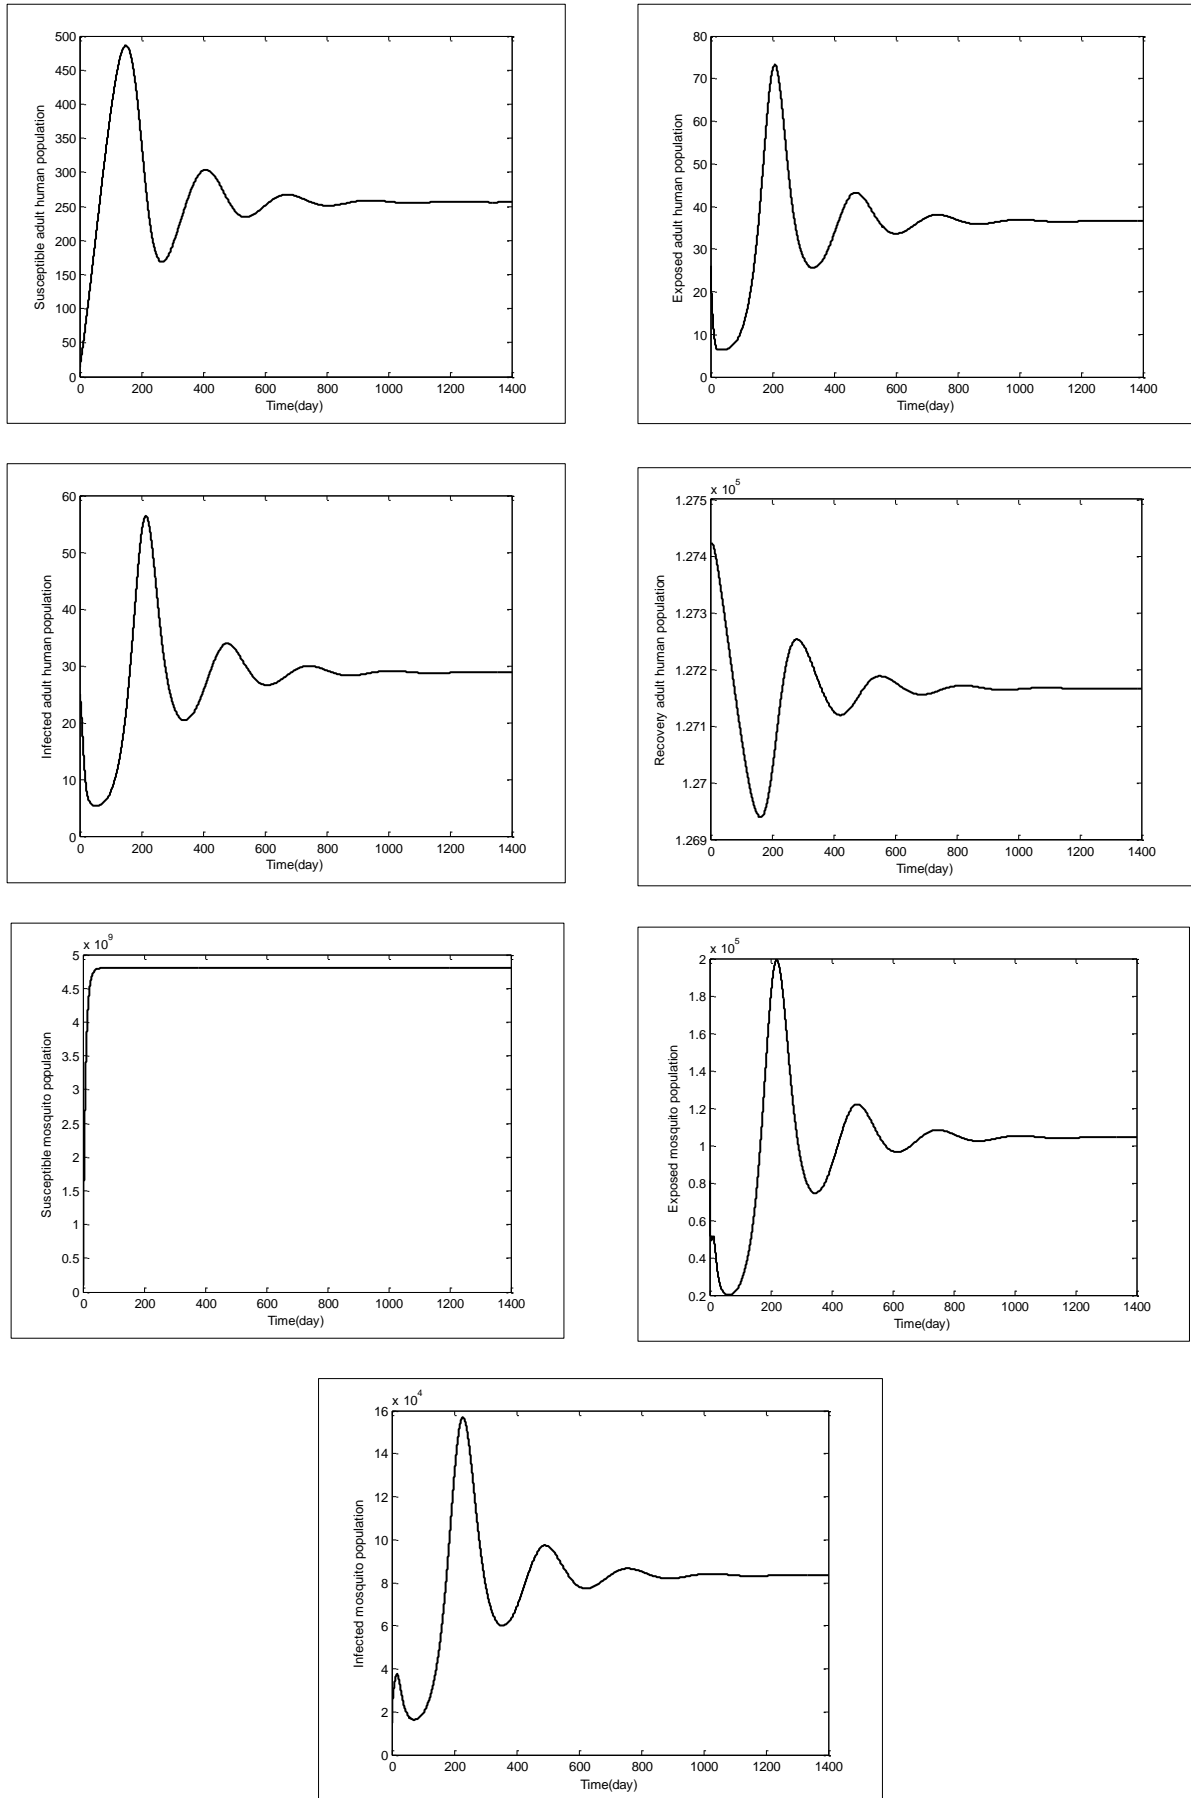 500
450
400
350
300
250
200
150
100
50
0
0 200 400 600 800 1000 1200 1400
Time(day)
Susceptible adult human population
80
70
60
50
40
30
20
10
0
0 200 400 600 800 1000 1200 1400
Time(day)
Exposed adult human population
60
50
40
30
20
10
0
0 200 400 600 800 1000 1200 1400
Time(day)
Infected adult human population
x 10^5
1.275
1.274
1.273
1.272
1.271
1.27
1.269
0 200 400 600 800 1000 1200 1400
Time(day)
Recovery adult human population
x 10^9
5
4.5
4
3.5
3
2.5
2
1.5
1
0.5
0
0 200 400 600 800 1000 1200 1400
Time(day)
Susceptible mosquito population
x 10^5
2
1.8
1.6
1.4
1.2
1
0.8
0.6
0.4
0.2
0 200 400 600 800 1000 1200 1400
Time(day)
Exposed mosquito population
x 10^4
16
14
12
10
8
6
4
2
0
0 200 400 600 800 1000 1200 1400
Time(day)
Infected mosquito population